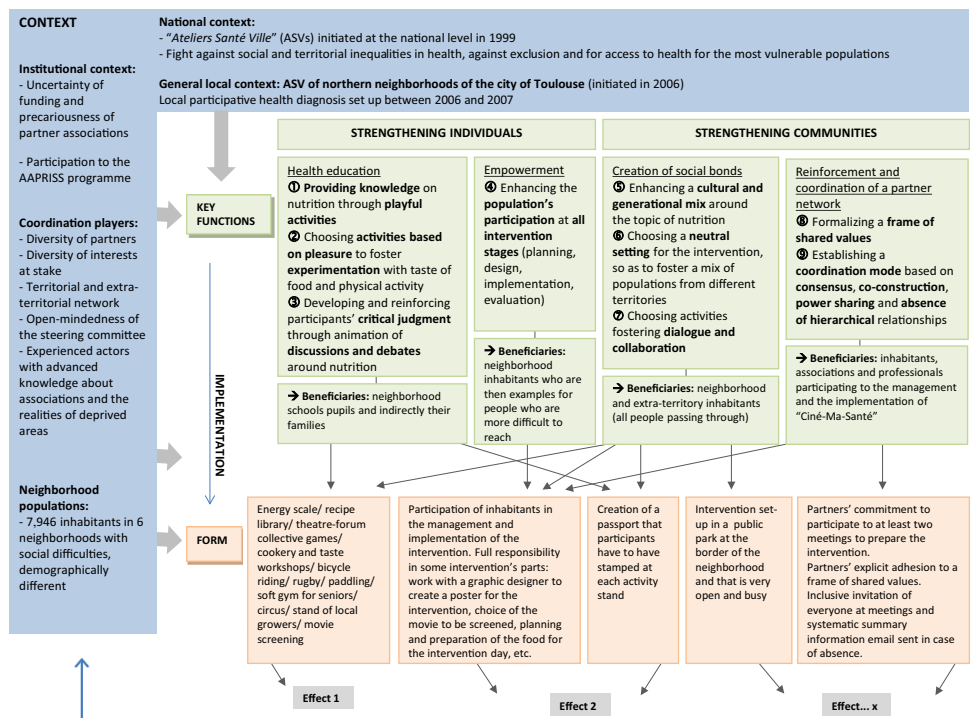 CONTEXT
Institutional context:
- Uncertainty of
funding and
precariousness of
partner associations
- Participation to the
AAPRISS programme
Coordination players:
- Diversity of partners
- Diversity of interests
at stake
- Territorial and extra-
territorial network
- Open-mindedness of
the steering committee
- Experienced actors
with advanced
knowledge about
associations and the
realities of deprived
areas
Neighborhood
populations:
- 7,946 inhabitants in 6
neighborhoods with
social difficulties,
demographically
different
National context:
- “Ateliers Santé Ville” (ASVs) initiated at the national level in 1999
- Fight against social and territorial inequalities in health, against exclusion and for access to health for the most vulnerable populations
General local context: ASV of northern neighborhoods of the city of Toulouse (initiated in 2006)
Local participative health diagnosis set up between 2006 and 2007
STRENGTHENING INDIVIDUALS
STRENGTHENING COMMUNITIES
KEY
FUNCTIONS
Health education
① Providing knowledge on
nutrition through playful
activities
② Choosing activities based
on pleasure to foster
experimentation with taste of
food and physical activity
③ Developing and reinforcing
participants’ critical judgment
through animation of
discussions and debates
around nutrition
Empowerment
④ Enhancing the
population’s
participation at all
intervention
stages (planning,
design,
implementation,
evaluation)
Creation of social bonds
⑤ Enhancing a cultural and
generational mix around
the topic of nutrition
⑥ Choosing a neutral
setting for the intervention,
so as to foster a mix of
populations from different
territories
⑦ Choosing activities
fostering dialogue and
collaboration
Reinforcement and
coordination of a partner
network
⑧ Formalizing a frame of
shared values
⑨ Establishing a
coordination mode based on
consensus, co-construction,
power sharing and absence
of hierarchical relationships
➔ Beneficiaries: neighborhood
schools pupils and indirectly their
families
➔ Beneficiaries:
neighborhood
inhabitants who are
then examples for
people who are
more difficult to
reach
➔ Beneficiaries: neighborhood
and extra-territory inhabitants
(all people passing through)
➔ Beneficiaries: inhabitants,
associations and professionals
participating to the management
and the implementation of
“Ciné-Ma-Santé”
IMPLEMENTATION
FORM
Energy scale/ recipe
library/ theatre-forum
collective games/
cookery and taste
workshops/ bicycle
riding/ rugby/ paddling/
soft gym for seniors/
circus/ stand of local
growers/ movie
screening
Participation of inhabitants
in the management and
implementation of the
intervention. Full responsibility
in some intervention’s parts:
work with a graphic designer to
create a poster for the
intervention, choice of the
movie to be screened, planning
and preparation of the food for
the intervention day, etc.
Creation of a
passport that
participants
have to have
stamped at
each activity
stand
Intervention set-
up in a public
park at the
border of the
neighborhood
and that is very
open and busy
Partners’ commitment to
participate to at least two
meetings to prepare the
intervention.
Partners’ explicit adhesion to a
frame of shared values.
Inclusive invitation of
everyone at meetings and
systematic summary
information email sent in case
of absence.
Effect 1
Effect 2
Effect... x